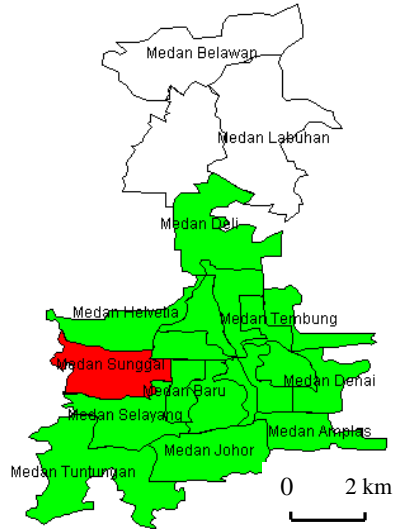 Medan Belawan
Medan Labuhan
Medan Deli
Medan Helvetia
Medan Tembung
Medan Sunggal
Medan Denai
Medan Baru
Medan Selayang
Medan Amplas
Medan Johor
Medan Tuntungan
0 2 km